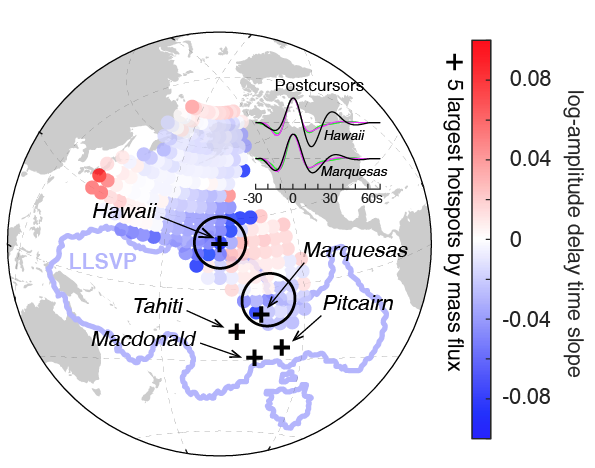 Postcursors
Hawaii
Marquesas
-30 0 30 60s
Hawaii
Marquesas
LLSVP
Tahiti
Pitcairn
Macdonald
+ 5 largest hotspots by mass flux
0.08
0.04
0
-0.04
-0.08
log-amplitude delay time slope